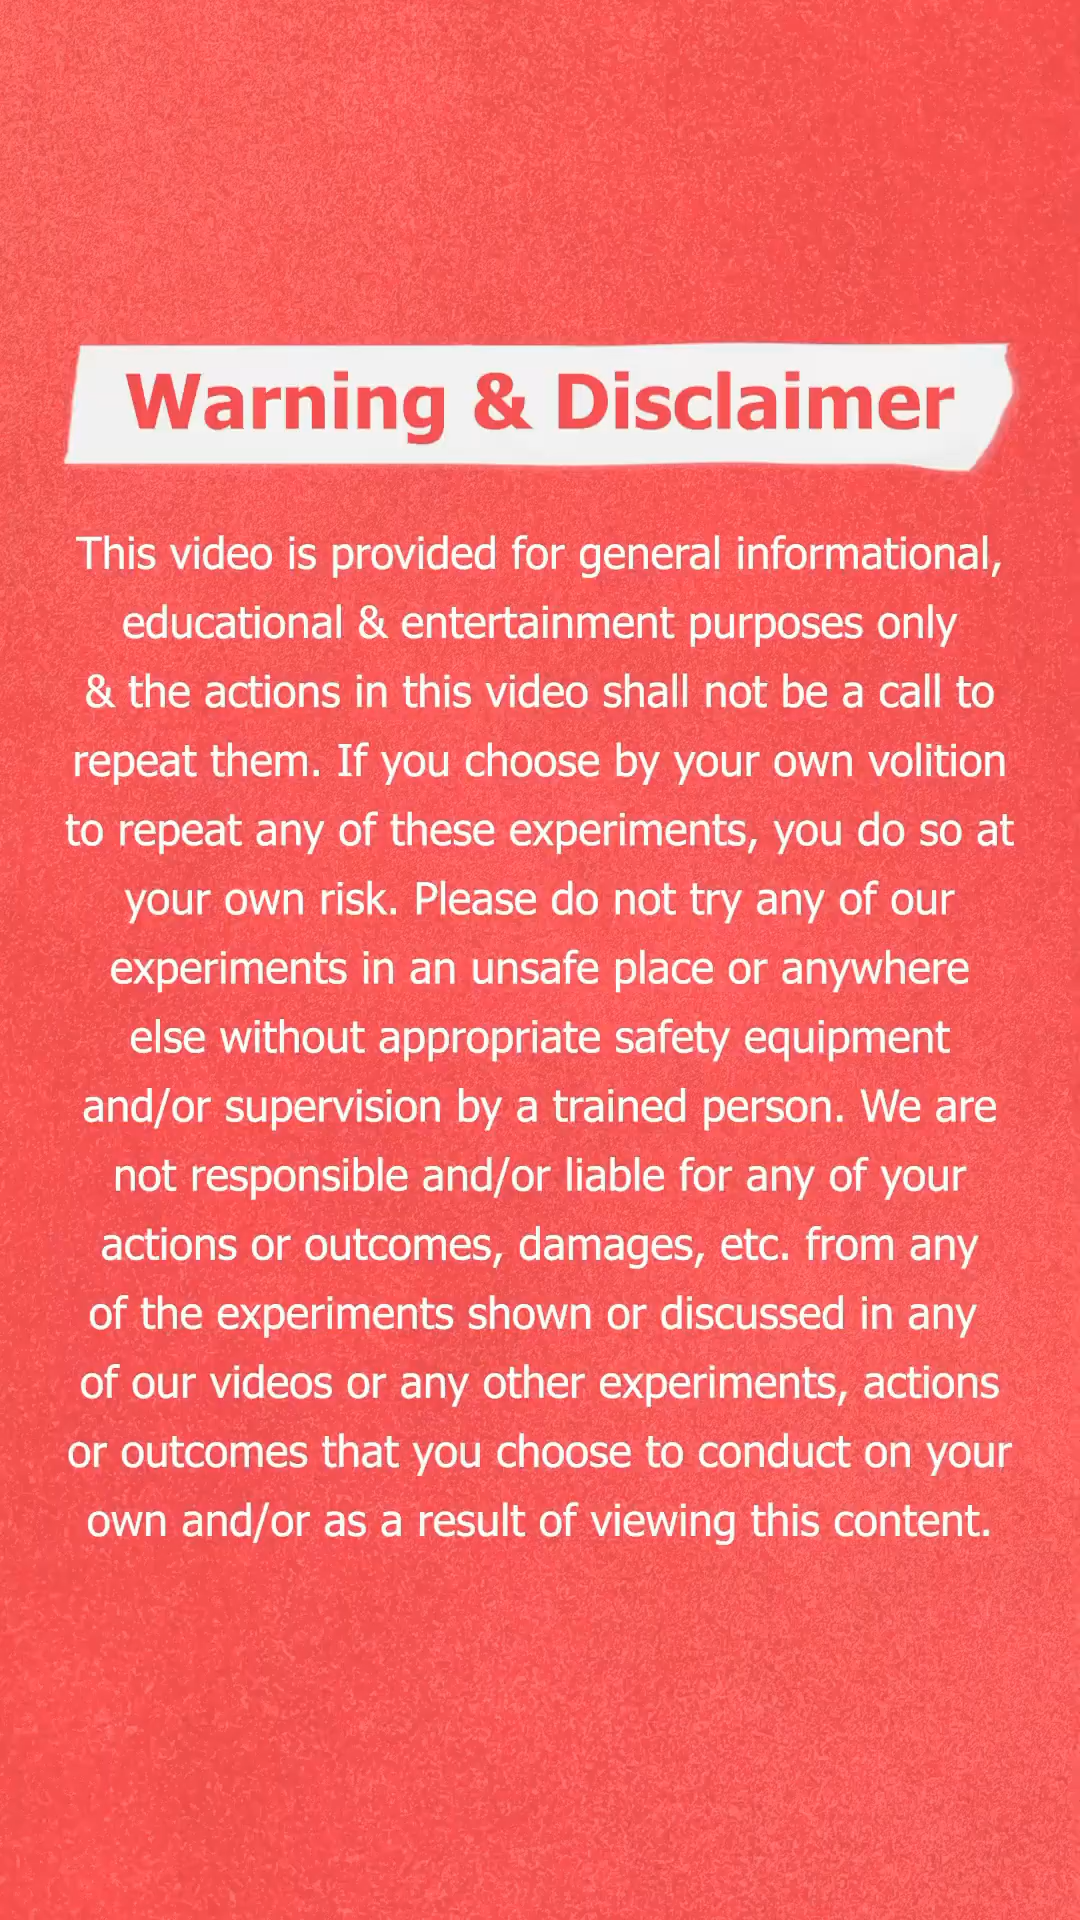 Warning & Disclaimer
This video is provided for general informational,
educational & entertainment purposes only
& the actions in this video shall not be a call to
repeat them. If you choose by your own volition
to repeat any of these experiments, you do so at
your own risk. Please do not try any of our
experiments in an unsafe place or anywhere
else without appropriate safety equipment
and/or supervision by a trained person. We are
not responsible and/or liable for any of your
actions or outcomes, damages, etc. from any
of the experiments shown or discussed in any
of our videos or any other experiments, actions
or outcomes that you choose to conduct on your
own and/or as a result of viewing this content.